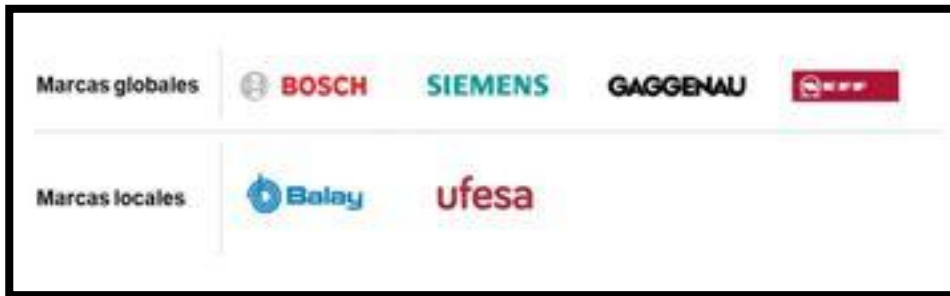 Marcas globales BOSCH SIEMENS GAGGENAU
Marcas locales Balay ufesa